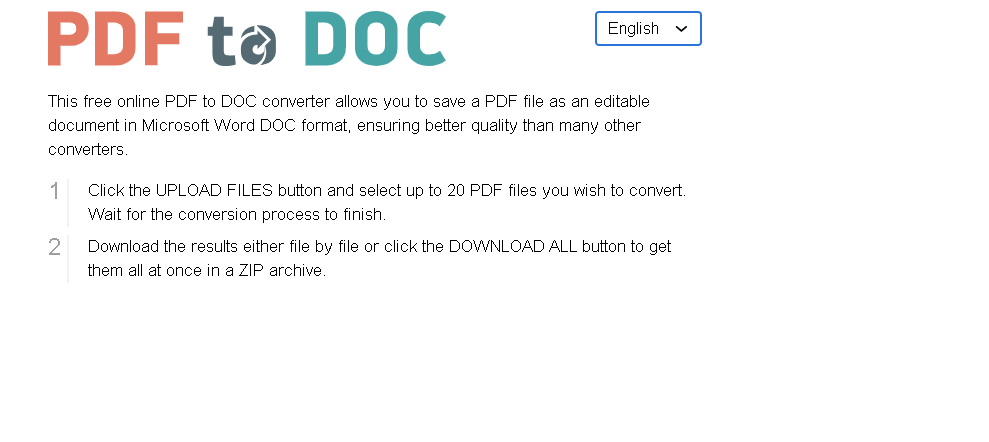 PDF to DOC
English
This free online PDF to DOC converter allows you to save a PDF file as an editable
document in Microsoft Word DOC format, ensuring better quality than many other
converters.
1 Click the UPLOAD FILES button and select up to 20 PDF files you wish to convert.
Wait for the conversion process to finish.
2 Download the results either file by file or click the DOWNLOAD ALL button to get
them all at once in a ZIP archive.